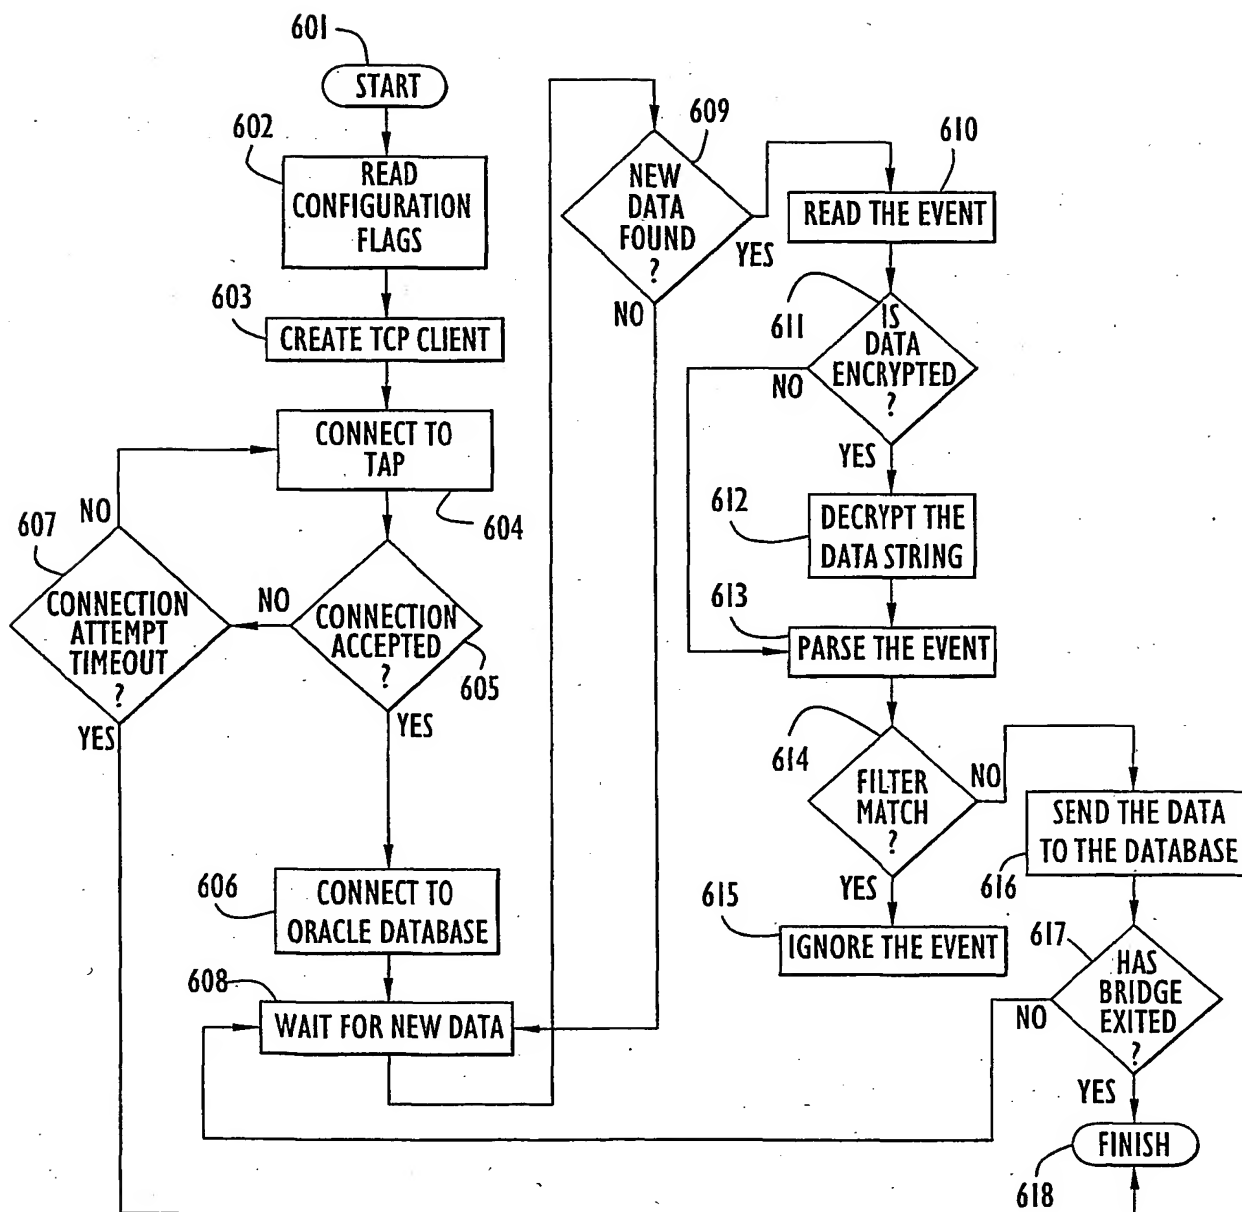 601
START
602
READ
CONFIGURATION
FLAGS
603
CREATE TCP CLIENT
CONNECT TO
TAP
604
607
NO
CONNECTION
ATTEMPT
TIMEOUT
?
YES
NO
CONNECTION
ACCEPTED
?
605
YES
606
CONNECT TO
ORACLE DATABASE
608
WAIT FOR NEW DATA
609
NEW
DATA
FOUND
?
YES
NO
610
READ THE EVENT
611
IS
DATA
ENCRYPTED
?
NO
YES
612
DECRYPT THE
DATA STRING
613
PARSE THE EVENT
614
FILTER
MATCH
?
NO
YES
615
IGNORE THE EVENT
SEND THE DATA
TO THE DATABASE
616
617
HAS
BRIDGE
EXITED
?
NO
YES
FINISH
618